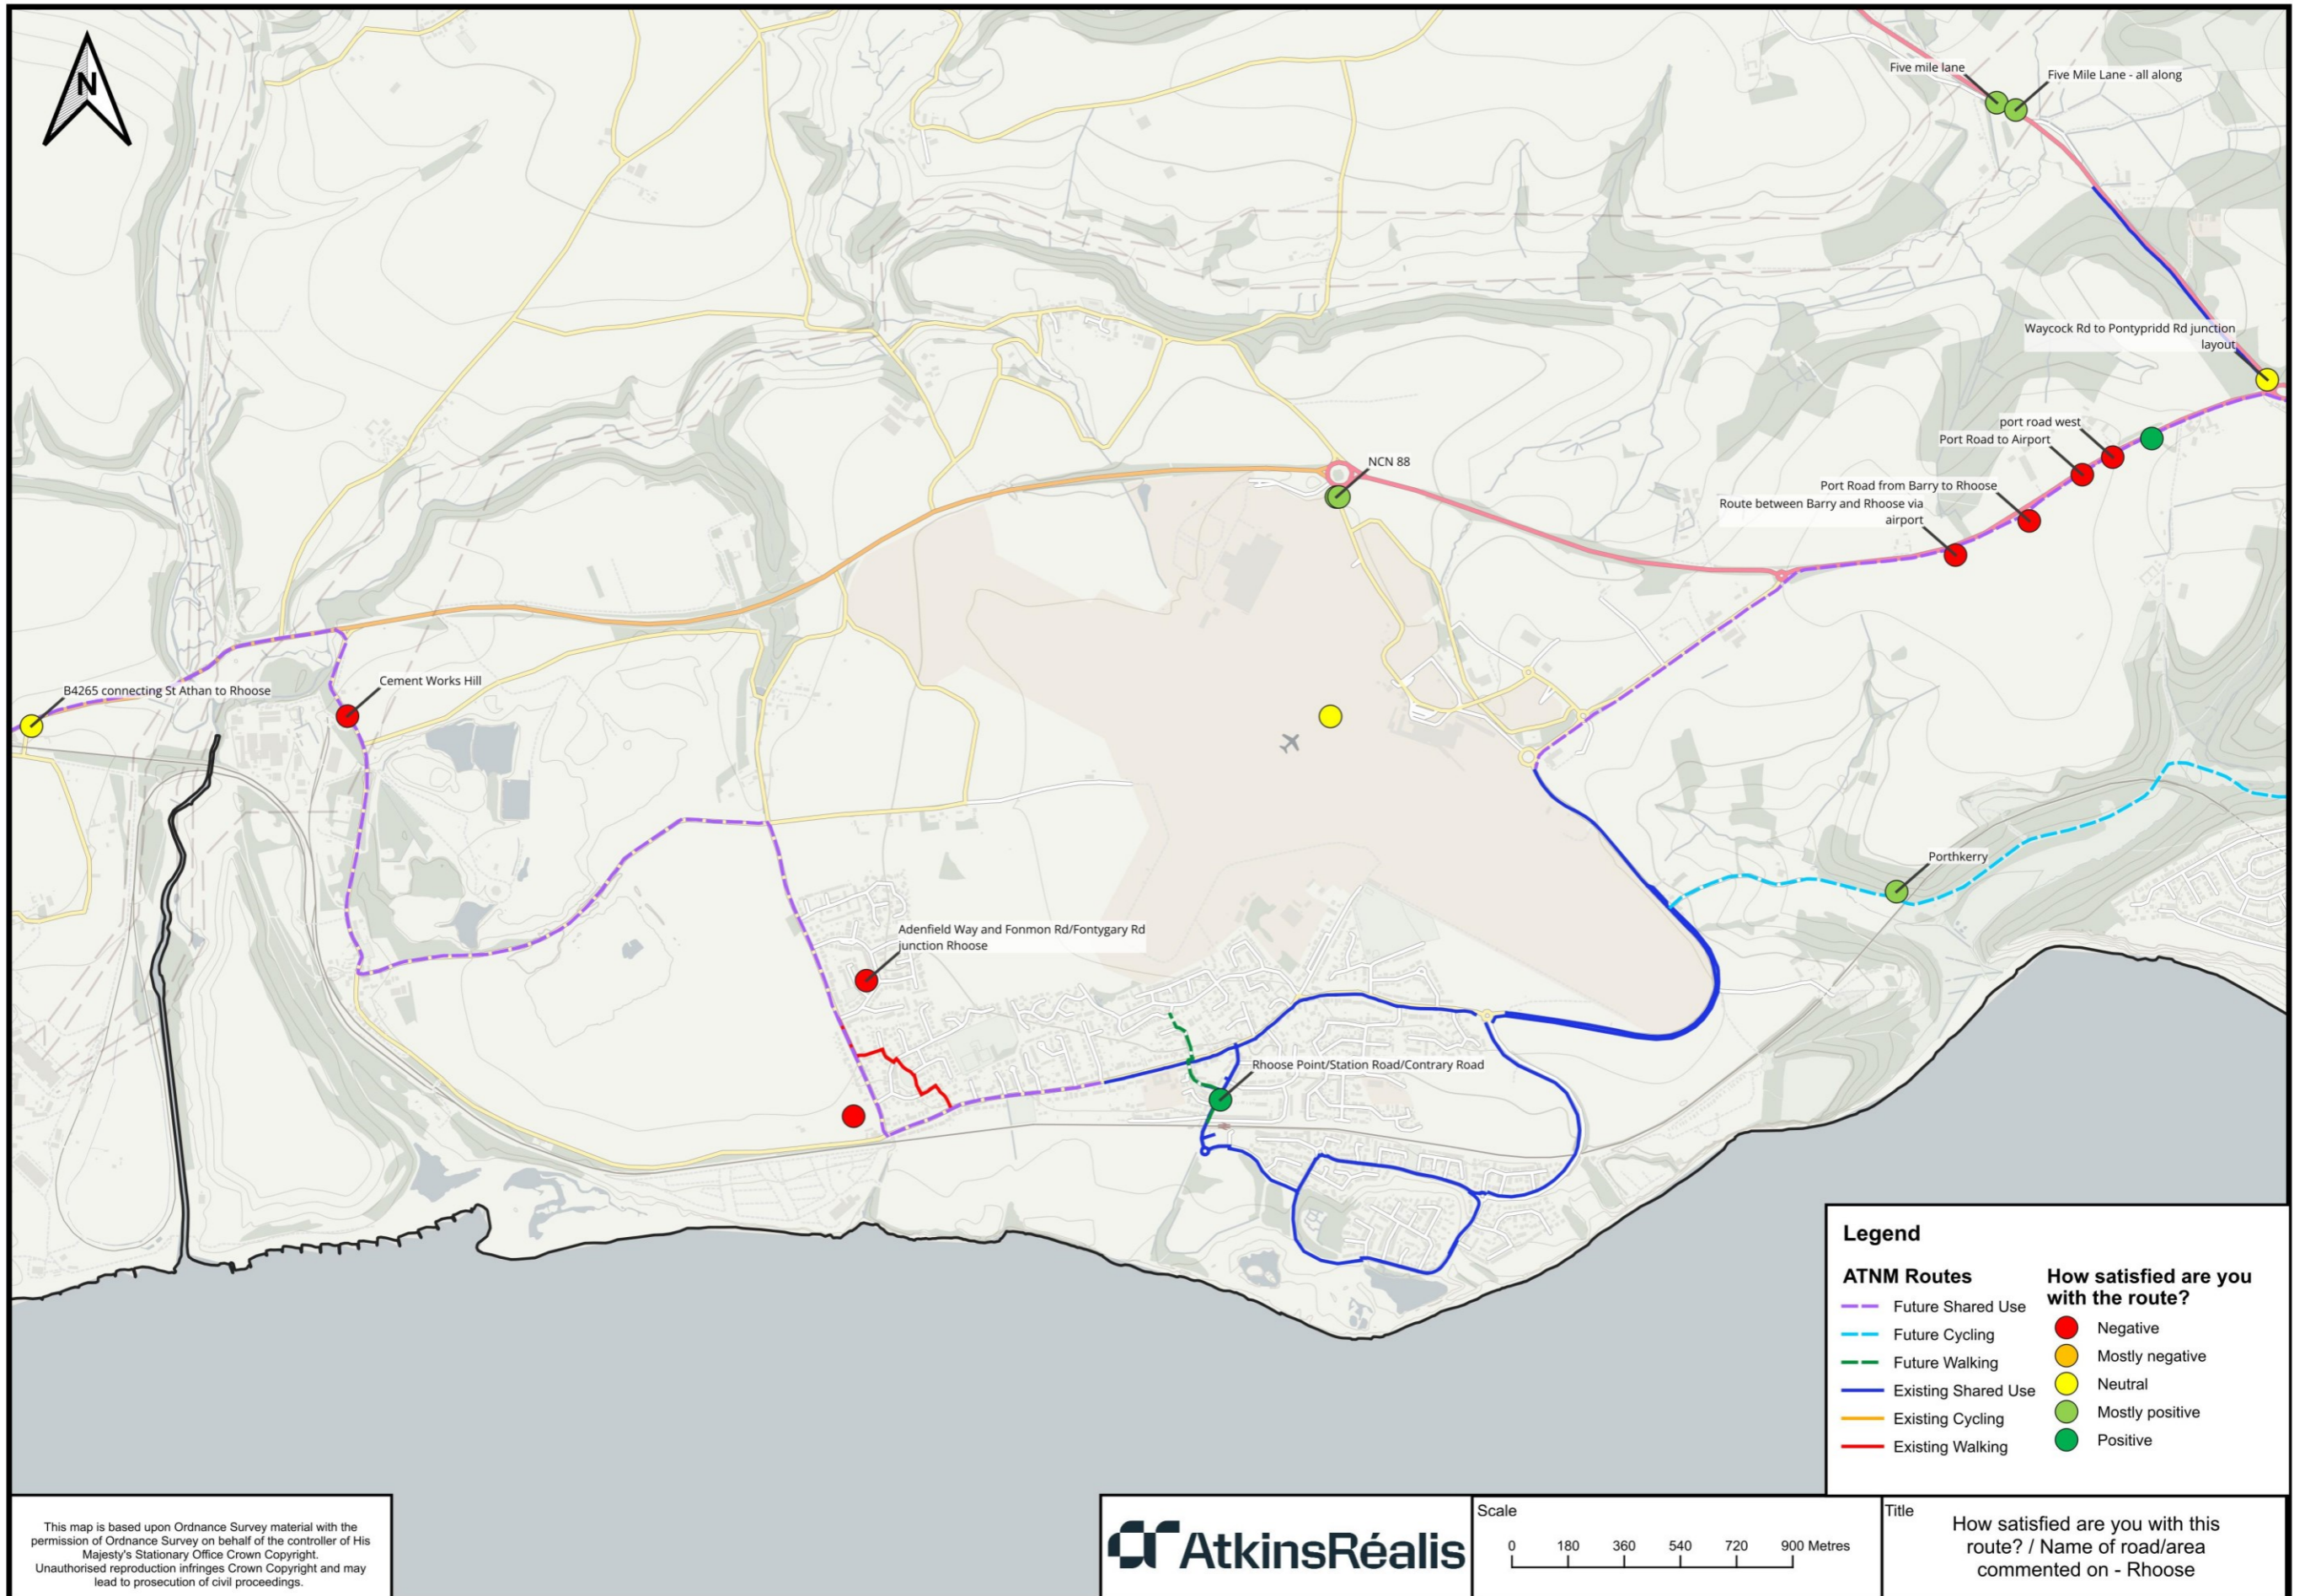 N
Five mile lane
Five Mile Lane - all along
Waycock Rd to Pontypridd Rd junction
layout
port road west
Port Road to Airport
NCN 88
Port Road from Barry to Rhoose
Route between Barry and Rhoose via
airport
B4265 connecting St Athan to Rhoose
Cement Works Hill
Porthkerry
Adenfield Way and Fonmon Rd/Fontygary Rd
junction Rhoose
Rhoose Point/Station Road/Contrary Road
Legend
ATNM Routes
Future Shared Use
Future Cycling
Future Walking
Existing Shared Use
Existing Cycling
Existing Walking
How satisfied are you
with the route?
Negative
Mostly negative
Neutral
Mostly positive
Positive
This map is based upon Ordnance Survey material with the
permission of Ordnance Survey on behalf of the controller of His
Majesty's Stationary Office Crown Copyright.
Unauthorised reproduction infringes Crown Copyright and may
lead to prosecution of civil proceedings.
AtkinsRéalis
Scale
0 180 360 540 720 900 Metres
Title
How satisfied are you with this
route? / Name of road/area
commented on - Rhoose